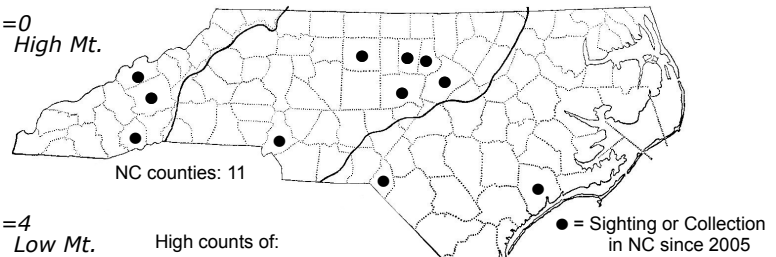 =0
High Mt.
NC counties: 11
=4
Low Mt.
High counts of:
● = Sighting or Collection
in NC since 2005